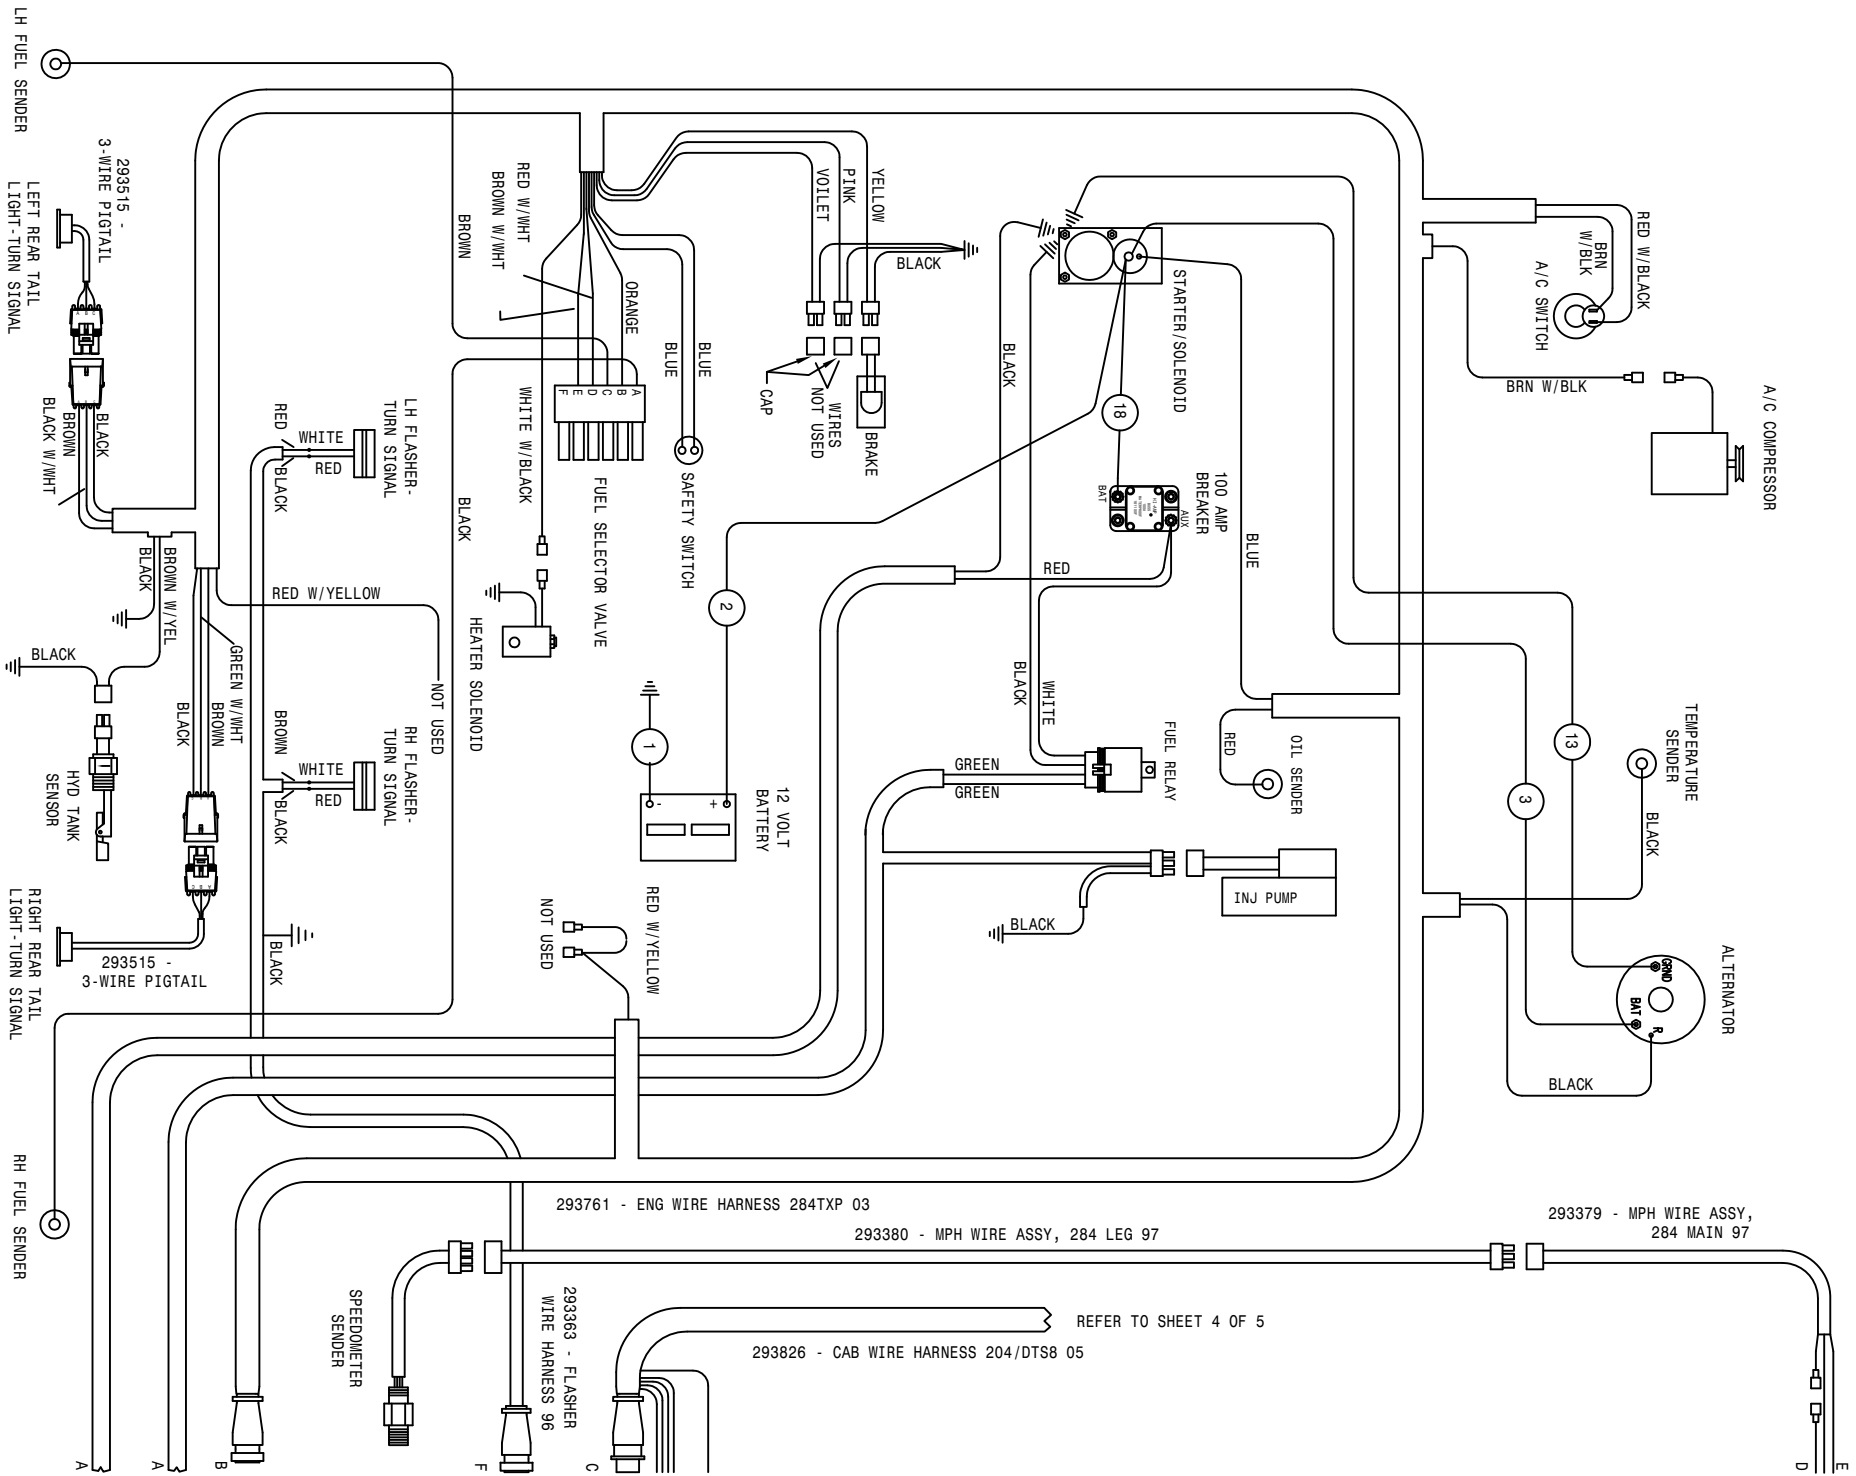 LH FUEL SENDER
293515 -
3-WIRE PIGTAIL
LEFT REAR TAIL
LIGHT-TURN SIGNAL
BLACK
BROWN
BLACK W/WHT
RED W/WHT
BROWN W/WHT
BROWN
ORANGE
A
B
C
D
E
F
FUEL SELECTOR VALVE
WHITE W/BLACK
BLACK
HEATER SOLENOID
BLUE
BLUE
SAFETY SWITCH
YELLOW
PINK
VOILET
BLACK
CAP
WIRES
NOT USED
BRAKE
STARTER/SOLENOID
18
BLACK
100 AMP
BREAKER
BAT
AUX
BLUE
RED
2
1
12 VOLT
BATTERY
-
+
WHITE
BLACK
FUEL RELAY
GREEN
GREEN
OIL SENDER
RED
INJ PUMP
BLACK
RED W/BLACK
BRN
W/BLK
A/C SWITCH
BRN W/BLK
A/C COMPRESSOR
13
3
TEMPERATURE
SENDER
BLACK
ALTERNATOR
GRND
BAT
R
BLACK
LH FLASHER-
TURN SIGNAL
RED
WHITE
RED
BLACK
RED W/YELLOW
NOT USED
BROWN W/YEL
BLACK
BLACK
GREEN W/WHT
BROWN
BLACK
HYD TANK
SENSOR
RH FLASHER-
TURN SIGNAL
BROWN
WHITE
RED
BLACK
BLACK
293515 -
3-WIRE PIGTAIL
RIGHT REAR TAIL
LIGHT-TURN SIGNAL
RED W/YELLOW
NOT USED
RH FUEL SENDER
293761 - ENG WIRE HARNESS 284TXP 03
293380 - MPH WIRE ASSY, 284 LEG 97
293379 - MPH WIRE ASSY,
284 MAIN 97
SPEEDOMETER
SENDER
293363 - FLASHER
WIRE HARNESS 96
REFER TO SHEET 4 OF 5
293826 - CAB WIRE HARNESS 204/DTS8 05
A
A
B
F
C
D
E